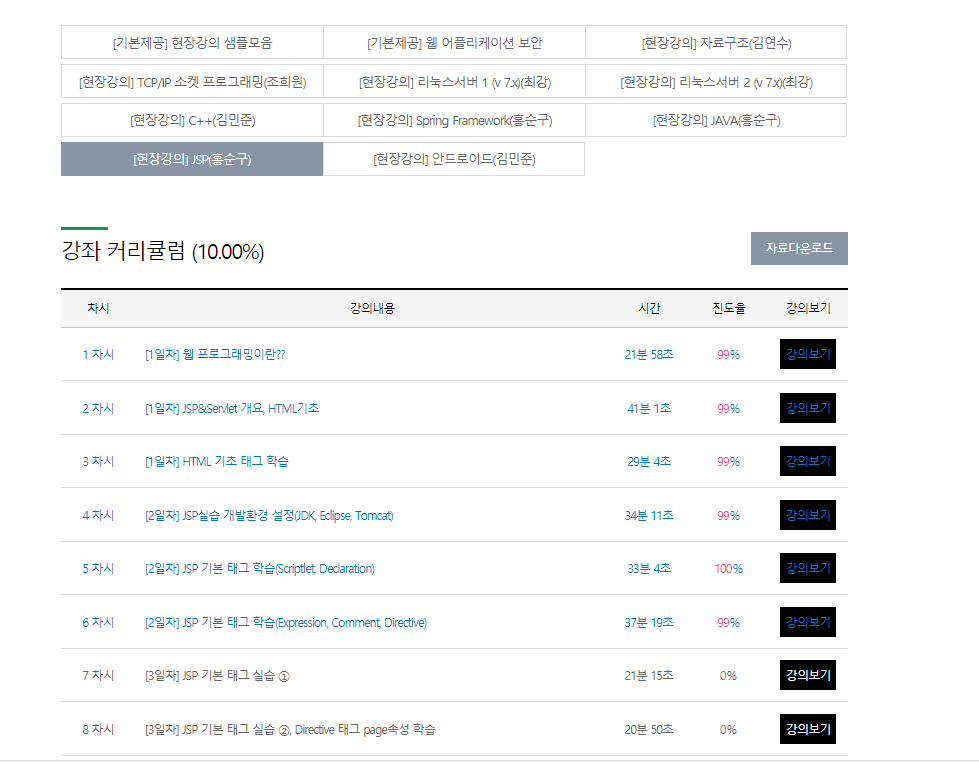 [기본제공] 현장강의 샘플모음 [기본제공] 웹 어플리케이션 보안 [현장강의] 자료구조(김연수)
[현장강의] TCP/IP 소켓 프로그래밍(조희원) [현장강의] 리눅스서버 1 (v 7.x)(최강) [현장강의] 리눅스서버 2 (v 7.x)(최강)
[현장강의] C++(김민준) [현장강의] Spring Framework(홍순구) [현장강의] JAVA(홍순구)
[현장강의] JSP(홍순구) [현장강의] 안드로이드(김민준)
강좌 커리큘럼 (10.00%) 자료다운로드
차시 강의내용 시간 진도율 강의보기
1 차시 [1일차] 웹 프로그래밍이란?? 21분 58초 99% 강의보기
2 차시 [1일차] JSP&Servlet 개요, HTML기초 41분 1초 99% 강의보기
3 차시 [1일차] HTML 기초 태그 학습 29분 4초 99% 강의보기
4 차시 [2일차] JSP실습 개발환경 설정(JDK, Eclipse, Tomcat) 34분 11초 99% 강의보기
5 차시 [2일차] JSP 기본 태그 학습(Scriptlet, Declaration) 33분 4초 100% 강의보기
6 차시 [2일차] JSP 기본 태그 학습(Expression, Comment, Directive) 37분 19초 99% 강의보기
7 차시 [3일차] JSP 기본 태그 실습 ① 21분 15초 0% 강의보기
8 차시 [3일차] JSP 기본 태그 실습 ②, Directive 태그 page속성 학습 20분 50초 0% 강의보기